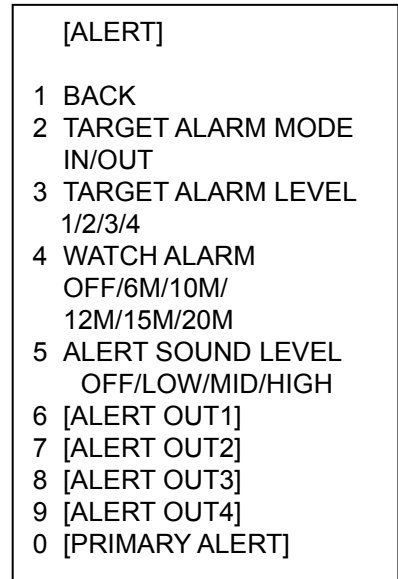 [ALERT]
1 BACK
2 TARGET ALARM MODE
IN/OUT
3 TARGET ALARM LEVEL
1/2/3/4
4 WATCH ALARM
OFF/6M/10M/
12M/15M/20M
5 ALERT SOUND LEVEL
OFF/LOW/MID/HIGH
6 [ALERT OUT1]
7 [ALERT OUT2]
8 [ALERT OUT3]
9 [ALERT OUT4]
0 [PRIMARY ALERT]